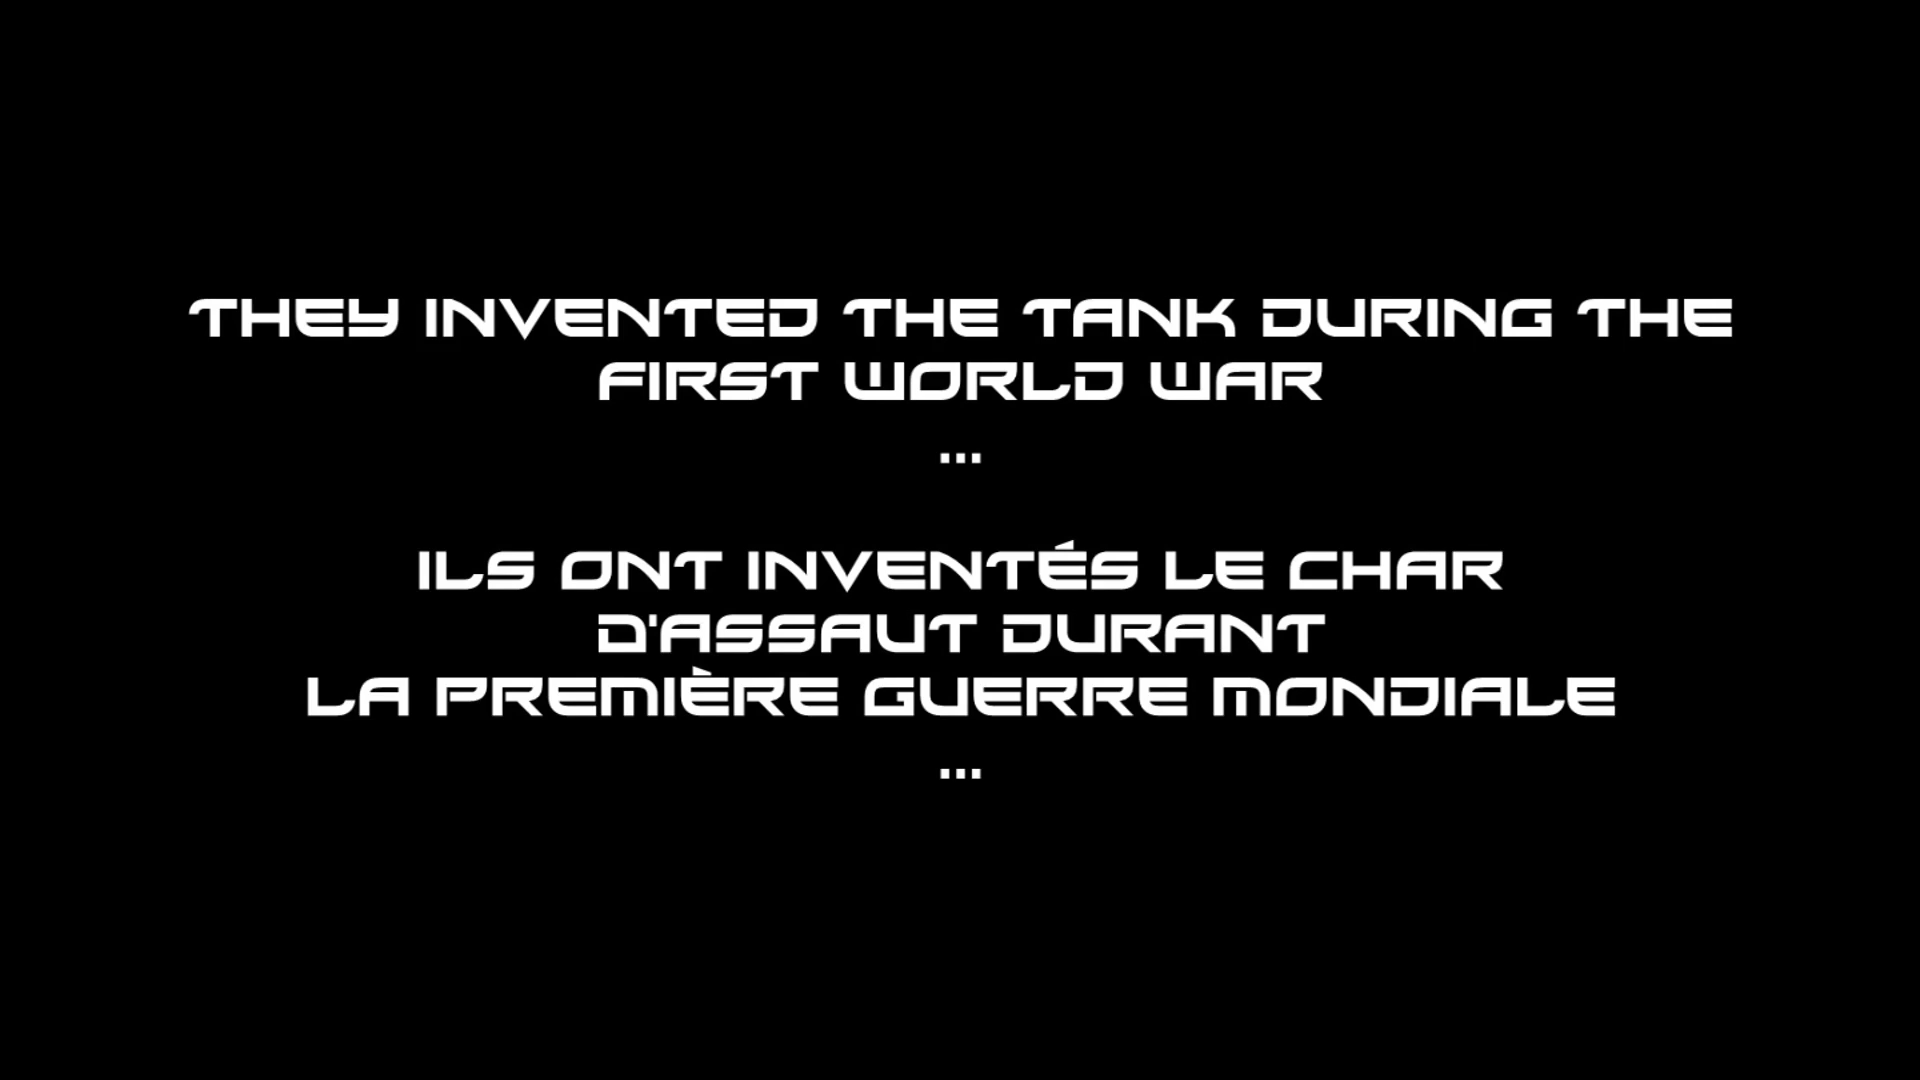 THEY INVENTED THE TANK DURING THE
FIRST WORLD WAR
...
ILS ONT INVENTÉS LE CHAR
D'ASSAUT DURANT
LA PREMIÈRE GUERRE MONDIALE
...